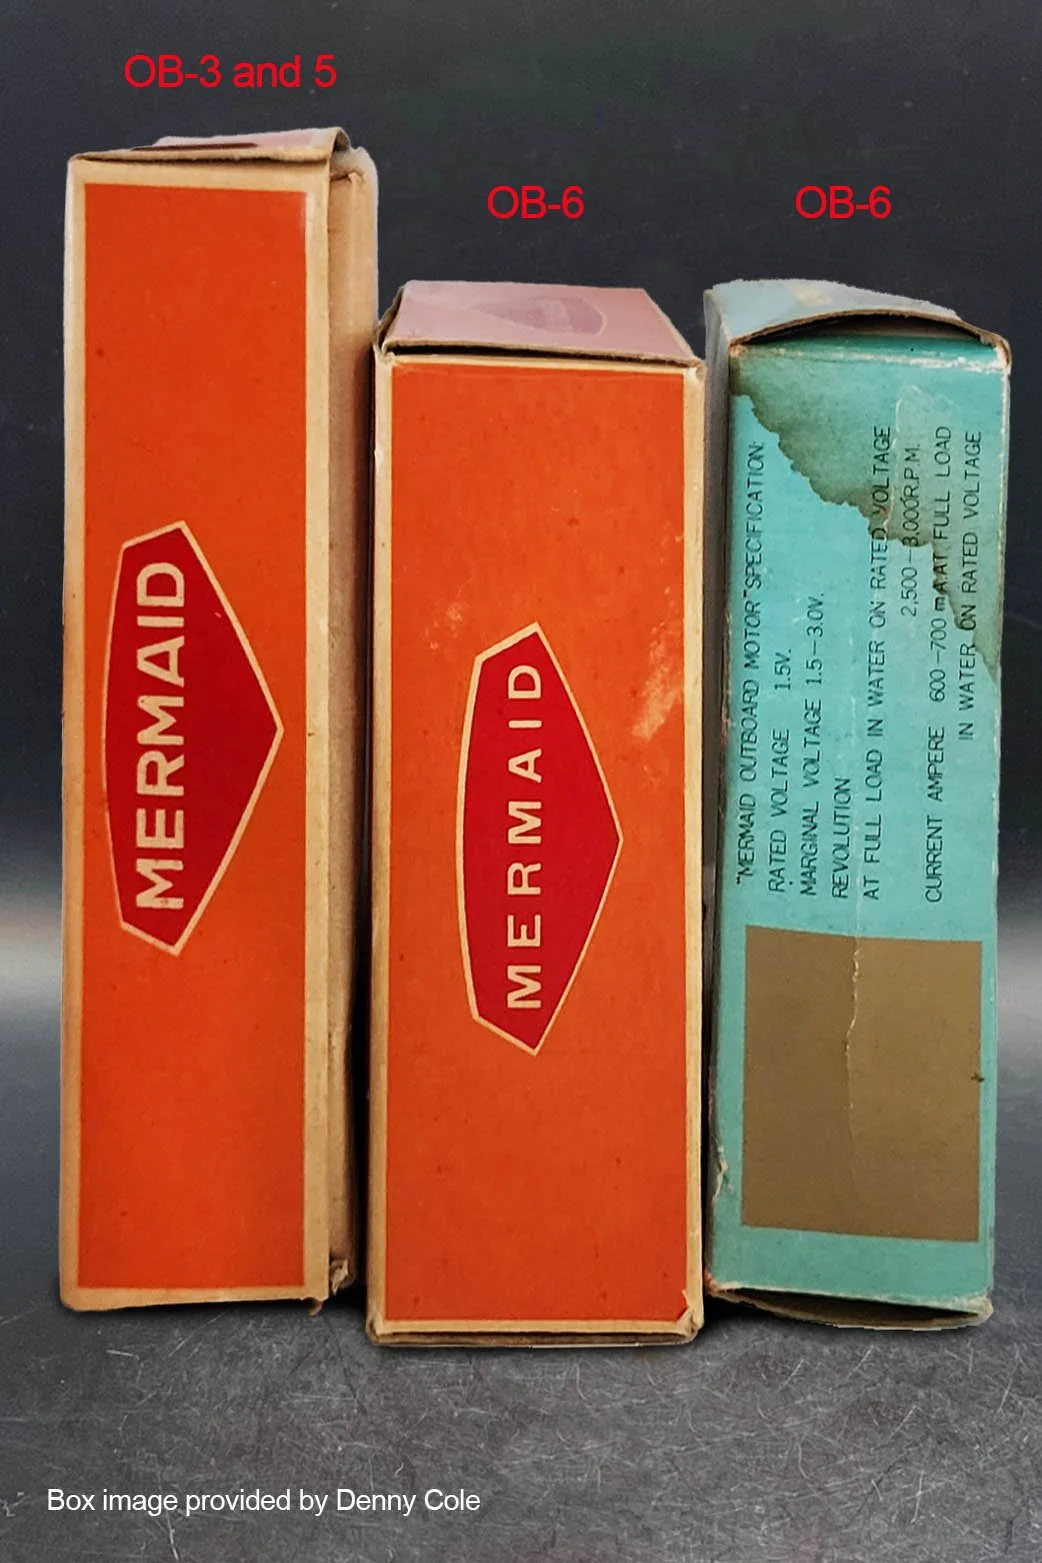 OB-3 and 5
OB-6
OB-6
MERMAID
MERMAID
"MERMAID OUTBOARD MOTOR" SPECIFICATION:
RATED VOLTAGE 1.5V.
MARGINAL VOLTAGE 1.5-3.0V.
REVOLUTION
AT FULL LOAD IN WATER ON RATED VOLTAGE
2,500-3,000R.P.M.
CURRENT AMPERE 600-700 mA AT FULL LOAD
IN WATER ON RATED VOLTAGE
Box image provided by Denny Cole